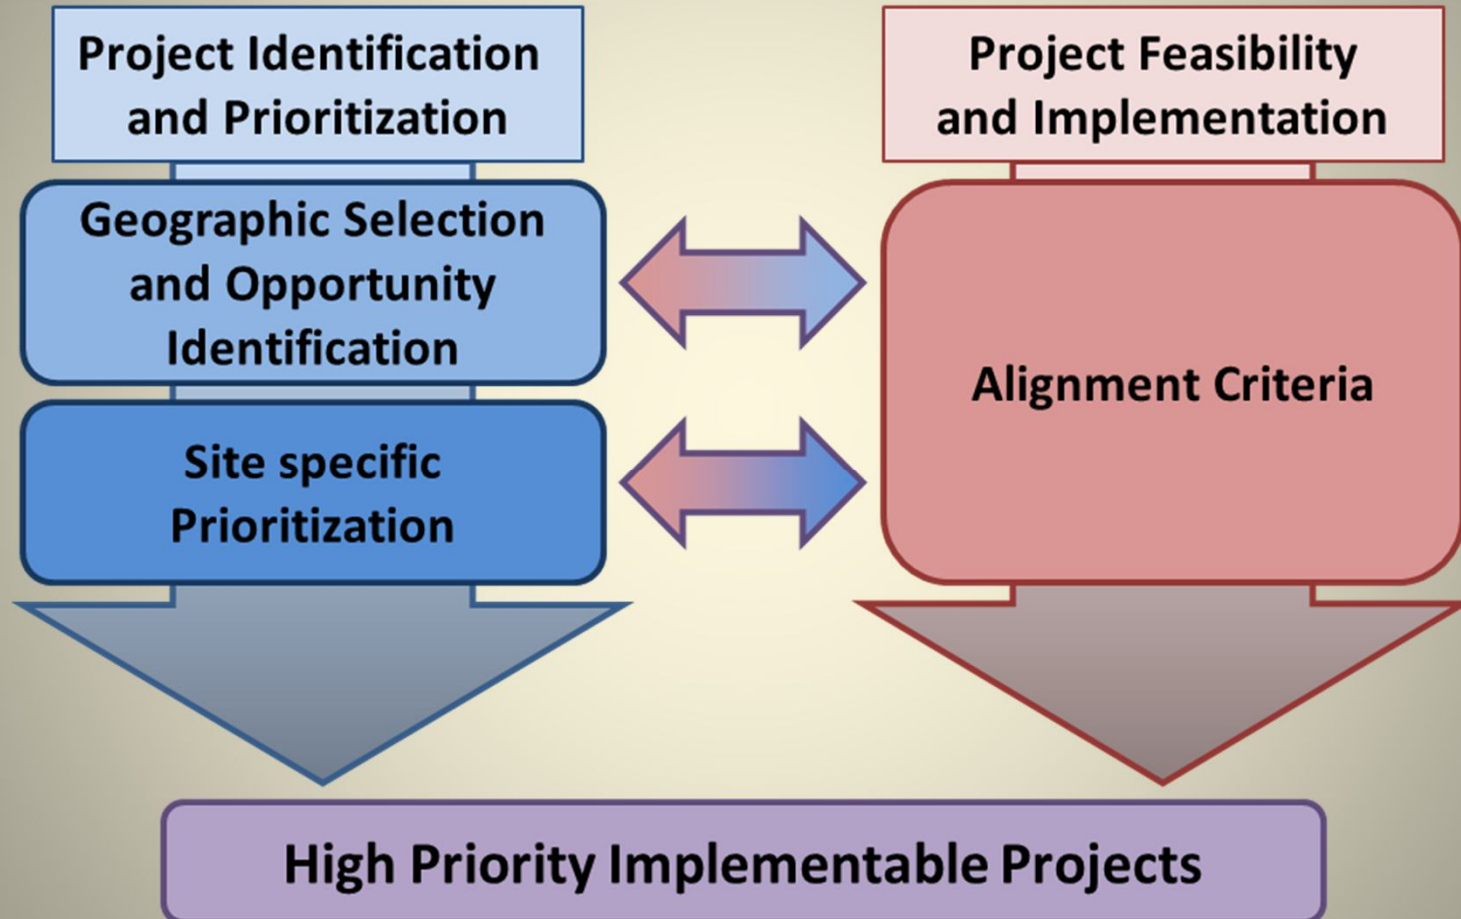 Project Identification
and Prioritization
Project Feasibility
and Implementation
Geographic Selection
and Opportunity
Identification
Alignment Criteria
Site specific
Prioritization
High Priority Implementable Projects